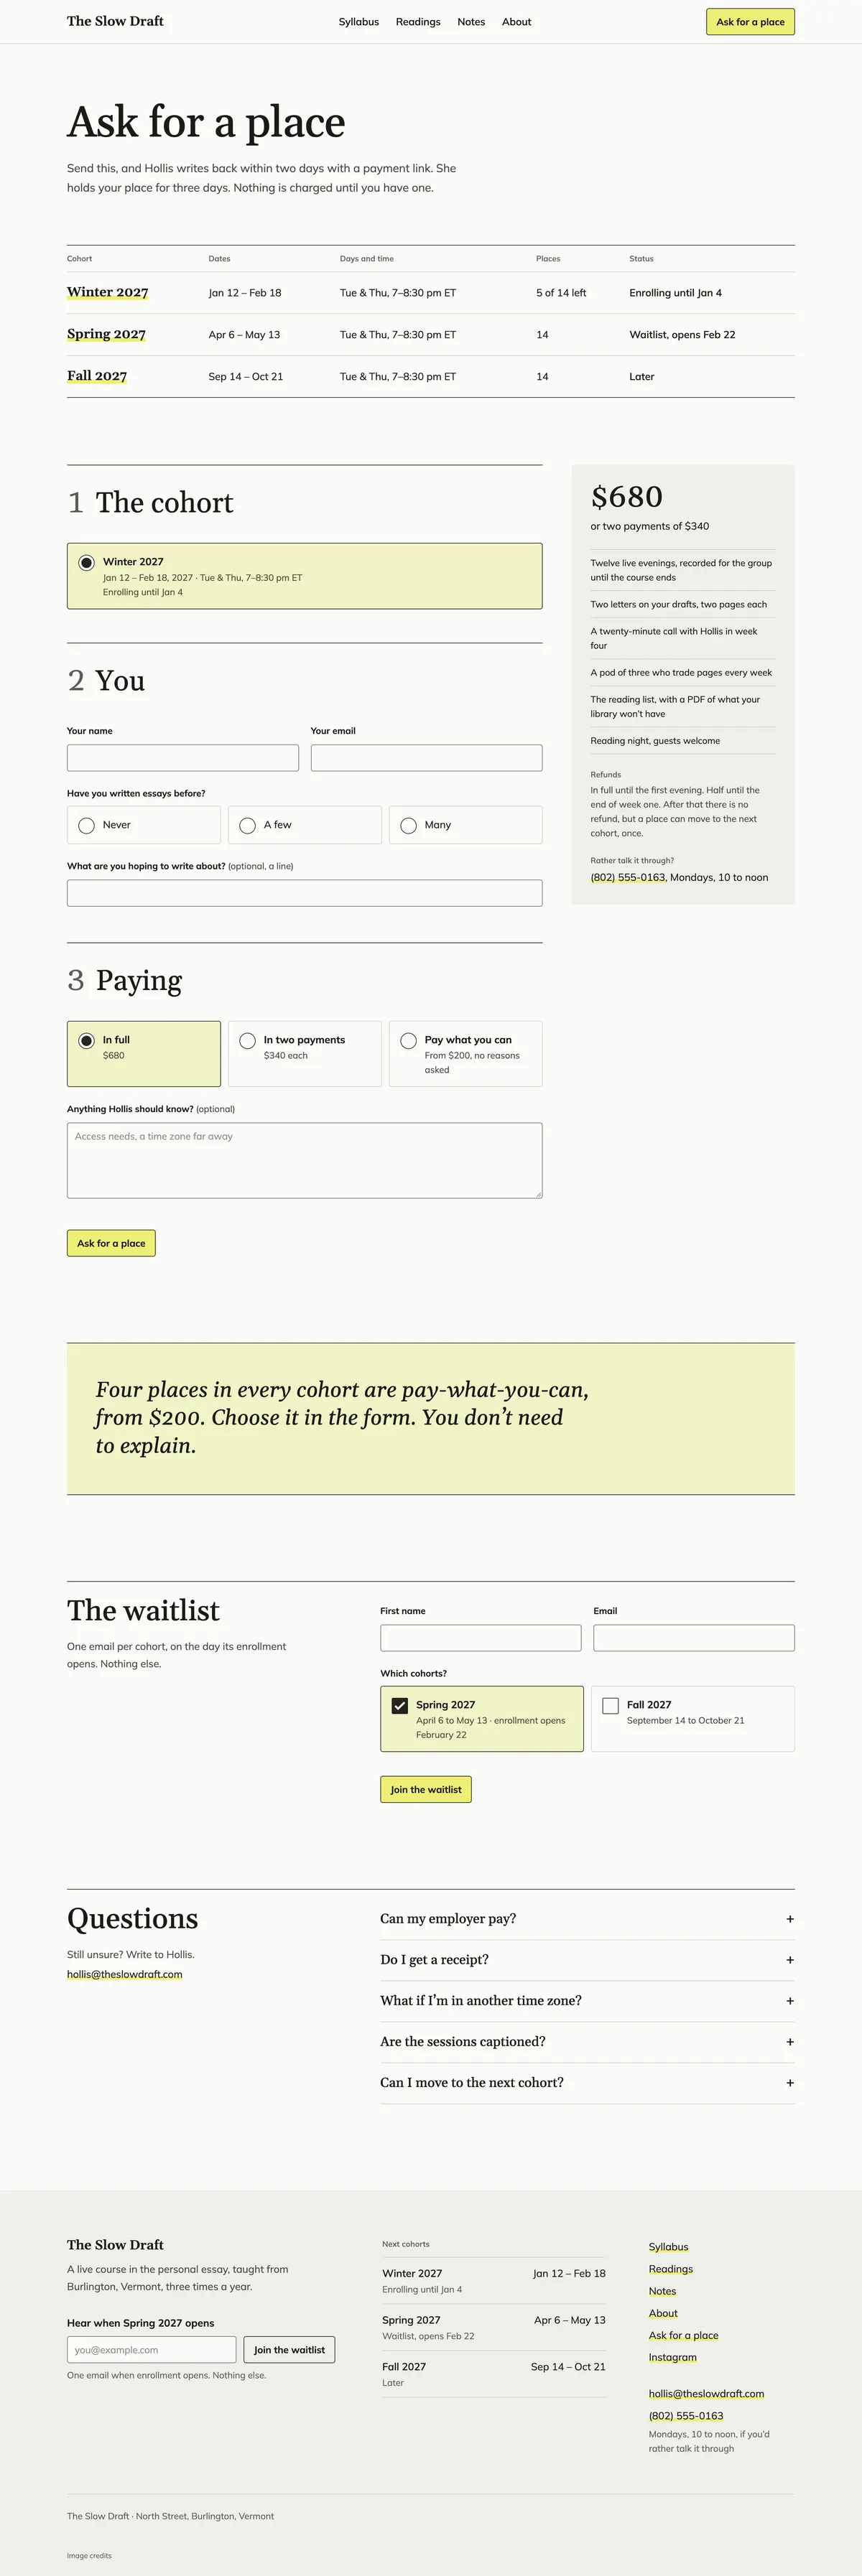 The Slow Draft
Syllabus Readings Notes About
Ask for a place
Ask for a place
Send this, and Hollis writes back within two days with a payment link. She
holds your place for three days. Nothing is charged until you have one.
Cohort Dates Days and time Places Status
Winter 2027 Jan 12 – Feb 18 Tue & Thu, 7–8:30 pm ET 5 of 14 left Enrolling until Jan 4
Spring 2027 Apr 6 – May 13 Tue & Thu, 7–8:30 pm ET 14 Waitlist, opens Feb 22
Fall 2027 Sep 14 – Oct 21 Tue & Thu, 7–8:30 pm ET 14 Later
1 The cohort
Winter 2027
Jan 12 – Feb 18, 2027 · Tue & Thu, 7–8:30 pm ET
Enrolling until Jan 4
2 You
Your name Your email
Have you written essays before?
Never A few Many
What are you hoping to write about? (optional, a line)
3 Paying
In full
$680
In two payments
$340 each
Pay what you can
From $200, no reasons
asked
Anything Hollis should know? (optional)
Access needs, a time zone far away
Ask for a place
$680
or two payments of $340
Twelve live evenings, recorded for the group
until the course ends
Two letters on your drafts, two pages each
A twenty-minute call with Hollis in week
four
A pod of three who trade pages every week
The reading list, with a PDF of what your
library won’t have
Reading night, guests welcome
Refunds
In full until the first evening. Half until the
end of week one. After that there is no
refund, but a place can move to the next
cohort, once.
Rather talk it through?
(802) 555-0163, Mondays, 10 to noon
Four places in every cohort are pay-what-you-can,
from $200. Choose it in the form. You don’t need
to explain.
The waitlist
One email per cohort, on the day its enrollment
opens. Nothing else.
First name Email
Which cohorts?
Spring 2027
April 6 to May 13 · enrollment opens
February 22
Fall 2027
September 14 to October 21
Join the waitlist
Questions
Still unsure? Write to Hollis.
hollis@theslowdraft.com
Can my employer pay? +
Do I get a receipt? +
What if I’m in another time zone? +
Are the sessions captioned? +
Can I move to the next cohort? +
The Slow Draft
A live course in the personal essay, taught from
Burlington, Vermont, three times a year.
Hear when Spring 2027 opens
you@example.com
Join the waitlist
One email when enrollment opens. Nothing else.
Next cohorts
Winter 2027 Jan 12 – Feb 18
Enrolling until Jan 4
Spring 2027 Apr 6 – May 13
Waitlist, opens Feb 22
Fall 2027 Sep 14 – Oct 21
Later
Syllabus
Readings
Notes
About
Ask for a place
Instagram
hollis@theslowdraft.com
(802) 555-0163
Mondays, 10 to noon, if you’d
rather talk it through
The Slow Draft · North Street, Burlington, Vermont
Image credits